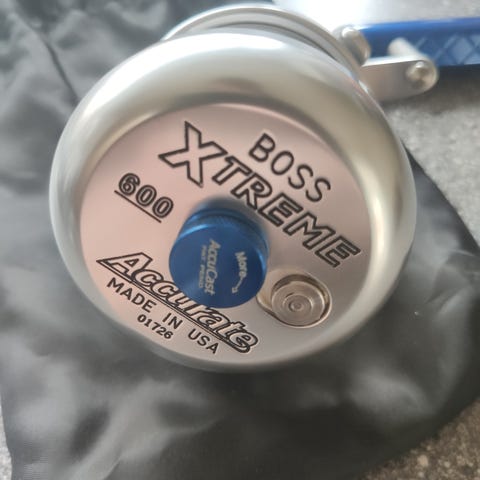 BOSS
XTREME
600
More
AccuCast
Accurate
MADE IN USA
01726